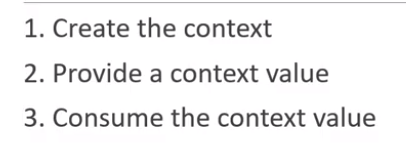 1. Create the context
2. Provide a context value
3. Consume the context value